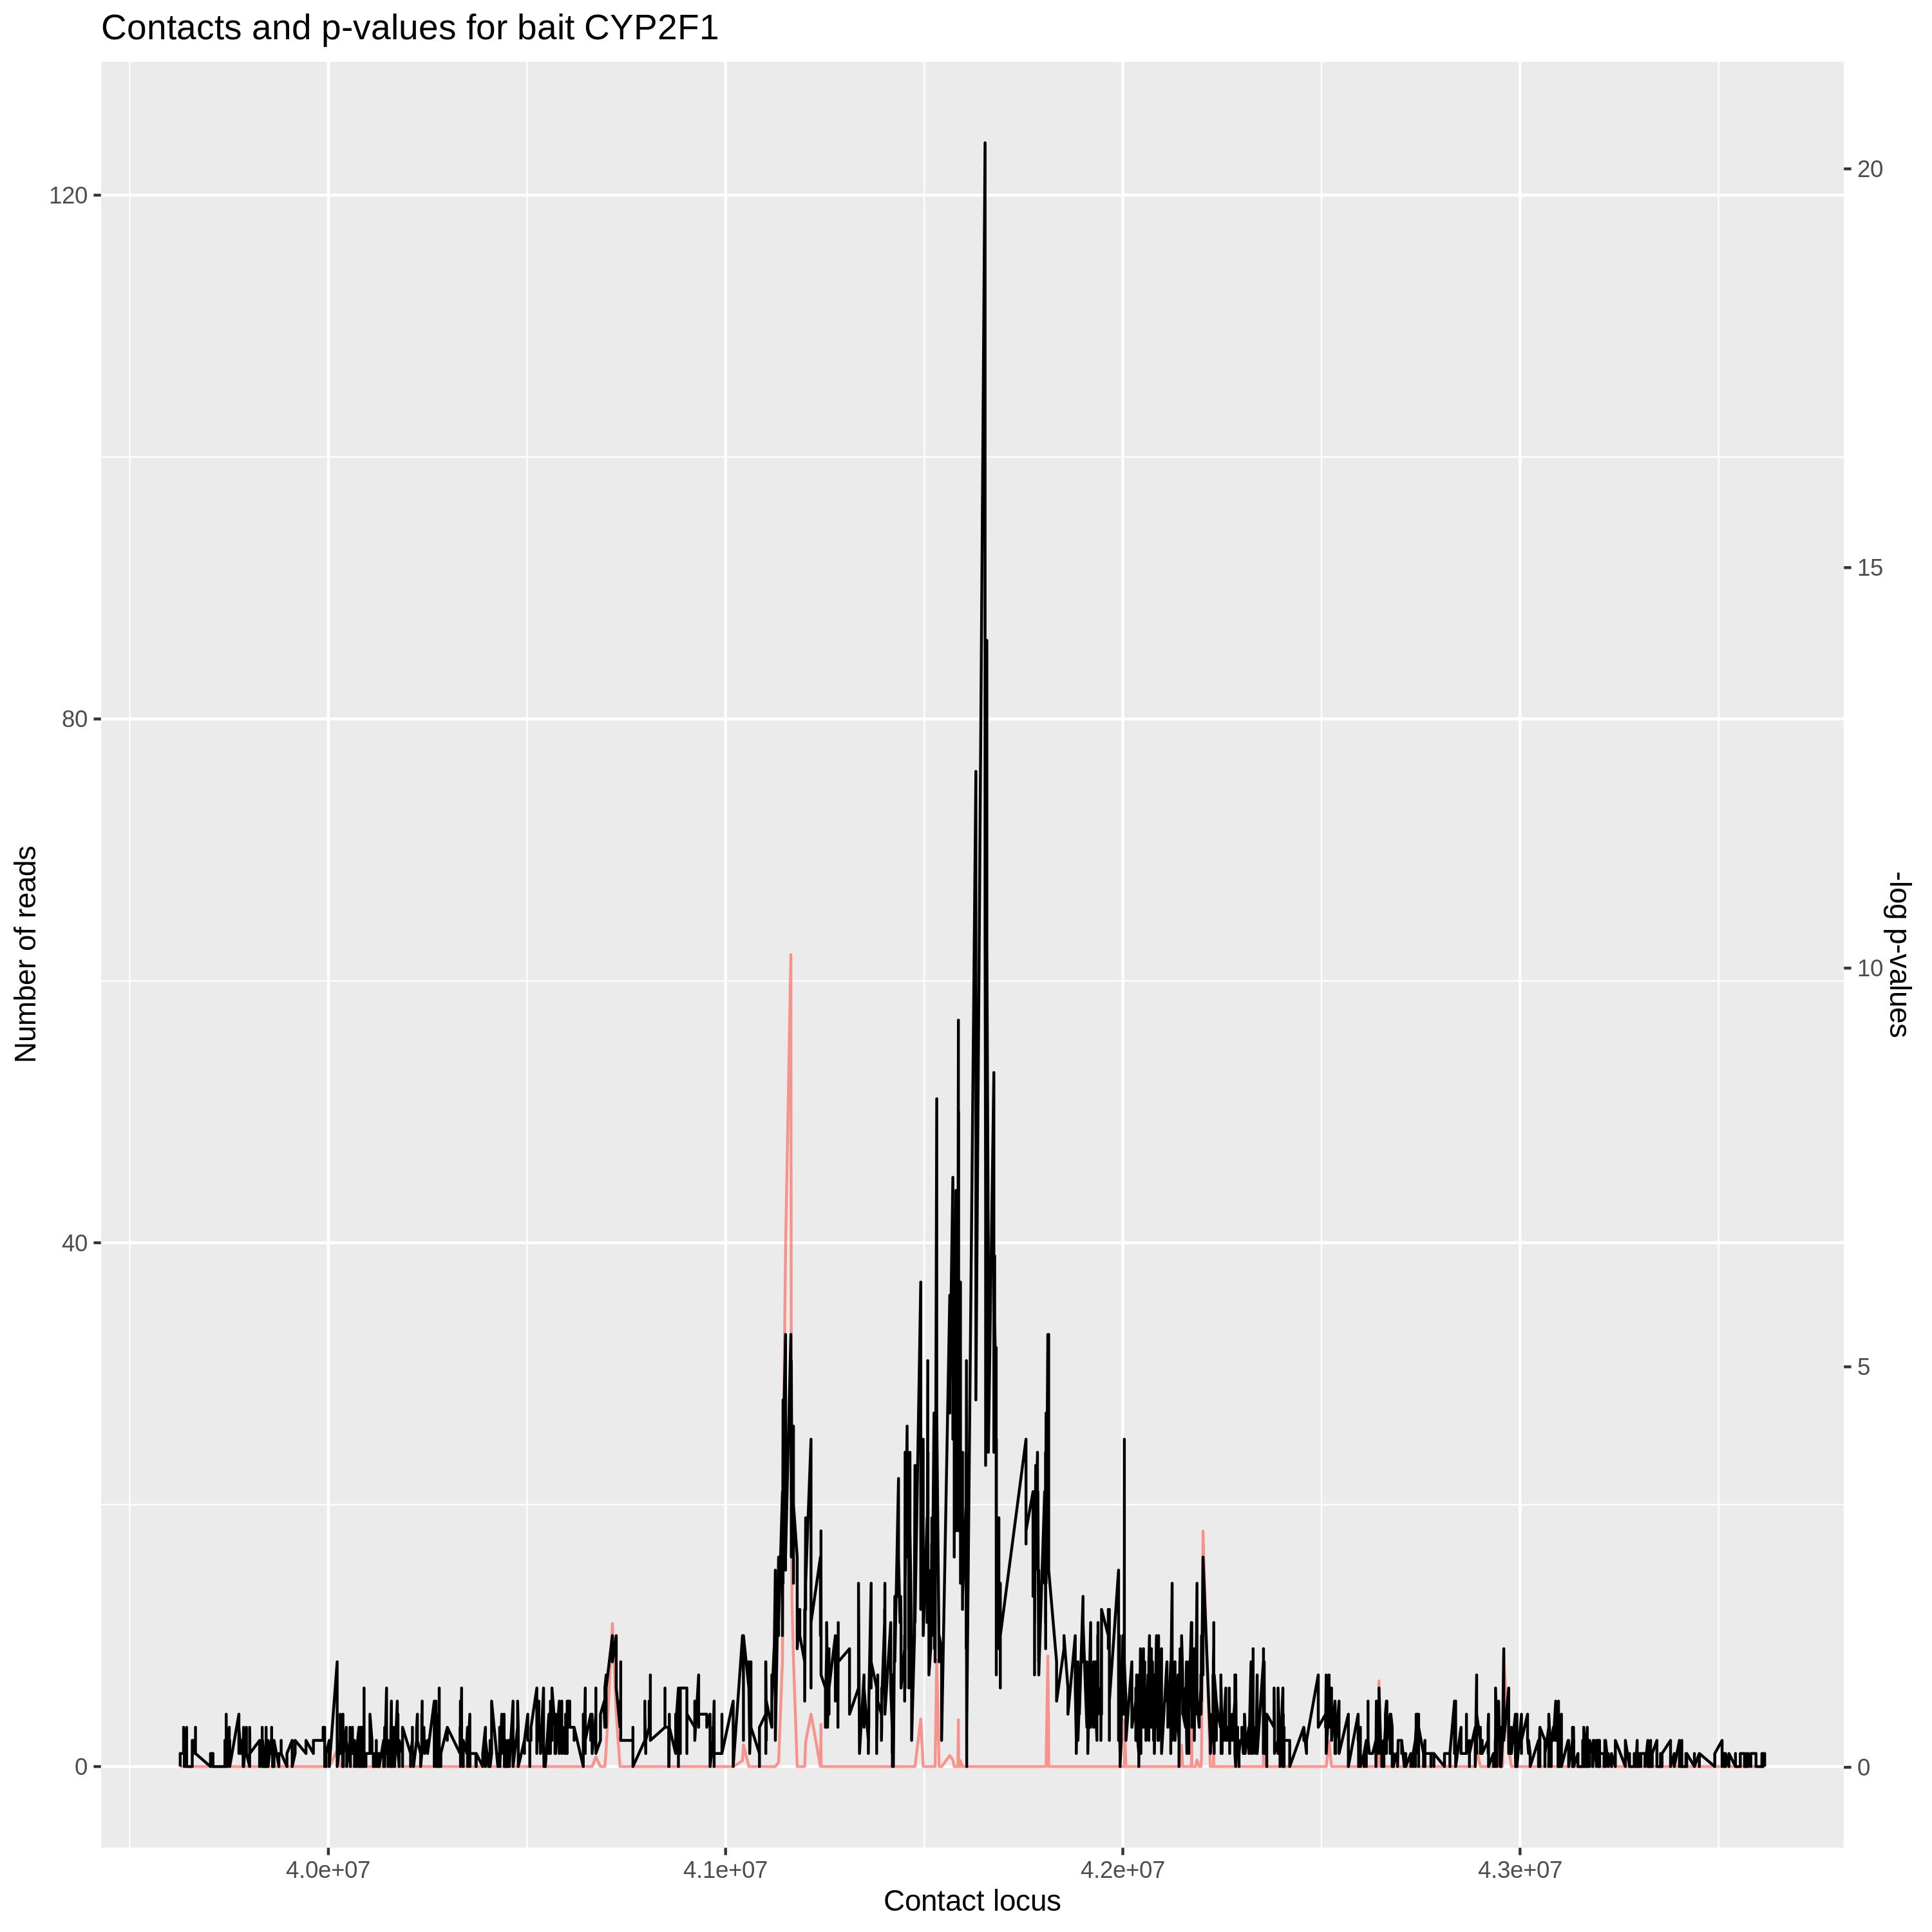 Contacts and p-values for bait CYP2F1
120
80
40
0
Number of reads
20
15
10
5
0
-log p-values
4.0e+07 4.1e+07 4.2e+07 4.3e+07
Contact locus